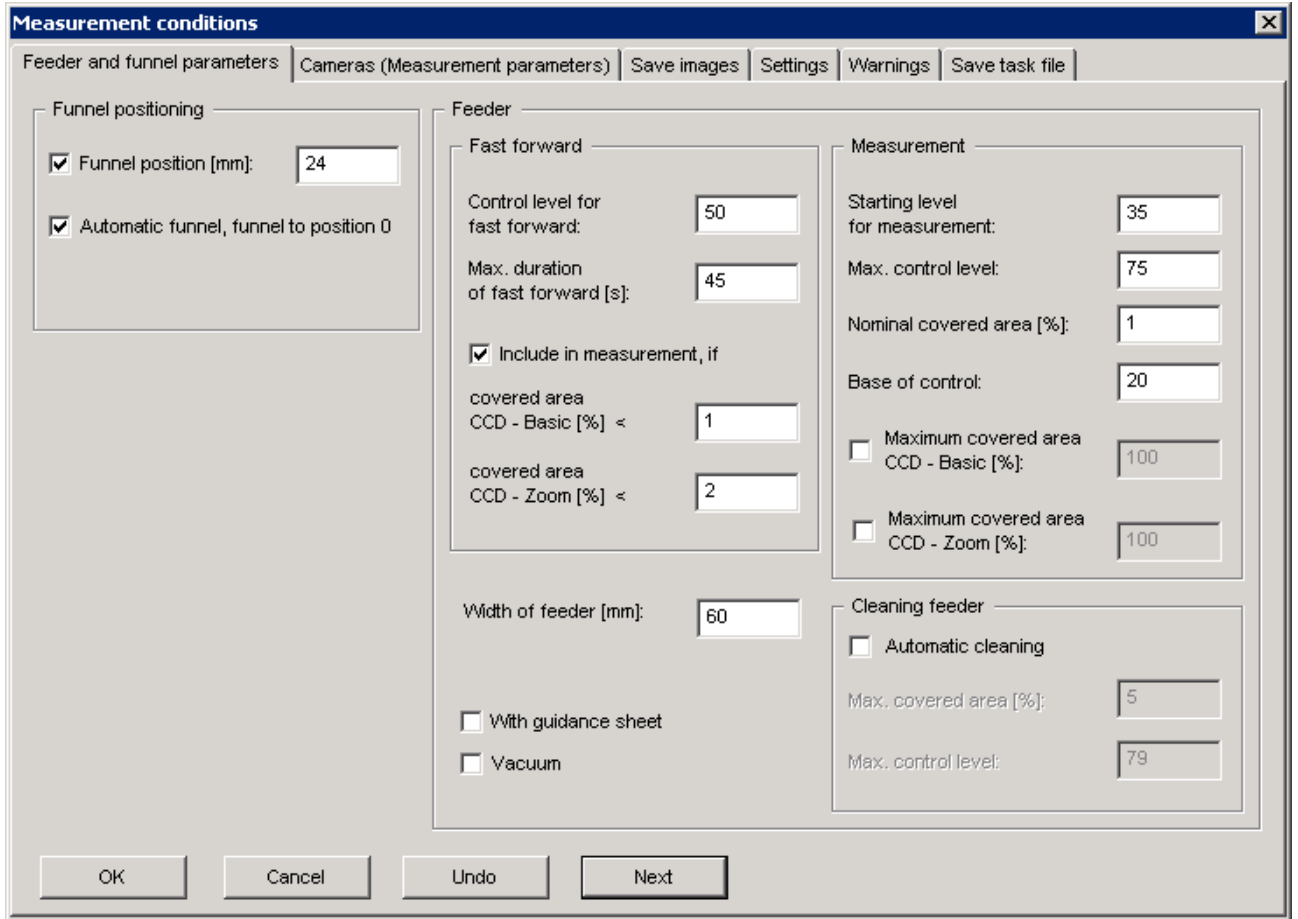 Measurement conditions
Feeder and funnel parameters Cameras (Measurement parameters) Save images Settings Warnings Save task file
Funnel positioning
Funnel position [mm]: 24
Automatic funnel, funnel to position 0
Feeder
Fast forward
Control level for
fast forward: 50
Max. duration
of fast forward [s]: 45
Include in measurement, if
covered area
CCD - Basic [%] < 1
covered area
CCD - Zoom [%] < 2
Width of feeder [mm]: 60
With guidance sheet
Vacuum
Measurement
Starting level
for measurement: 35
Max. control level: 75
Nominal covered area [%]: 1
Base of control: 20
Maximum covered area
CCD - Basic [%]: 100
Maximum covered area
CCD - Zoom [%]: 100
Cleaning feeder
Automatic cleaning
Max. covered area [%]: 5
Max. control level: 79
OK Cancel Undo Next